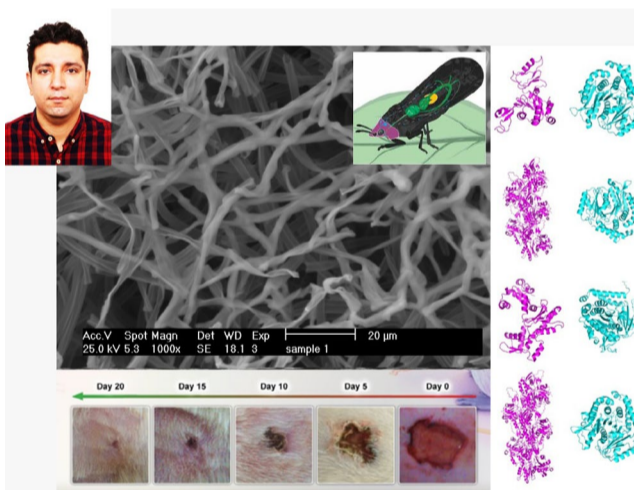 Acc.V Spot Magn Det WD Exp
20 µm
25.0 kV 5.3 1000x SE 18.1 3 sample 1
Day 20 Day 15 Day 10 Day 5 Day 0